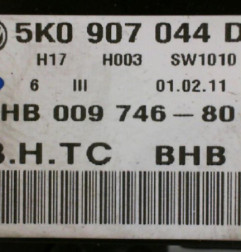 5K0 907 044 D
H17 H003 SW1010
6 III 01.02.11
HB 009 746-80
.H.TC BHB